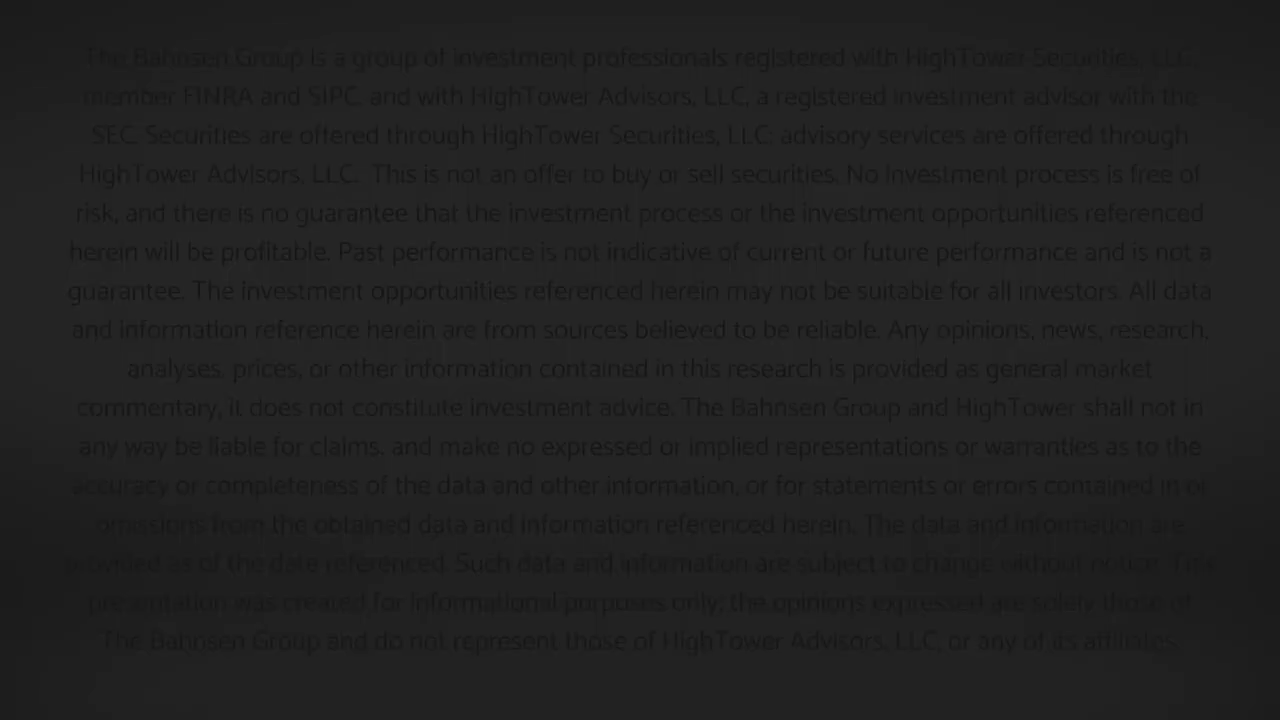 The Bahnsen Group is a group of investment professionals registered with HighTower Securities, LLC,
member FINRA and SIPC, and with HighTower Advisors, LLC, a registered investment advisor with the
SEC. Securities are offered through HighTower Securities, LLC; advisory services are offered through
HighTower Advisors, LLC. This is not an offer to buy or sell securities. No investment process is free of
risk, and there is no guarantee that the investment process or the investment opportunities referenced
herein will be profitable. Past performance is not indicative of current or future performance and is not a
guarantee. The investment opportunities referenced herein may not be suitable for all investors. All data
and information reference herein are from sources believed to be reliable. Any opinions, news, research,
analyses, prices, or other information contained in this research is provided as general market
commentary, it does not constitute investment advice. The Bahnsen Group and HighTower shall not in
any way be liable for claims, and make no expressed or implied representations or warranties as to the
accuracy or completeness of the data and other information, or for statements or errors contained in or
omissions from the obtained data and information referenced herein. The data and information are
provided as of the date referenced. Such data and information are subject to change without notice. This
presentation was created for informational purposes only; the opinions expressed are solely those of
The Bahnsen Group and do not represent those of HighTower Advisors, LLC, or any of its affiliates.